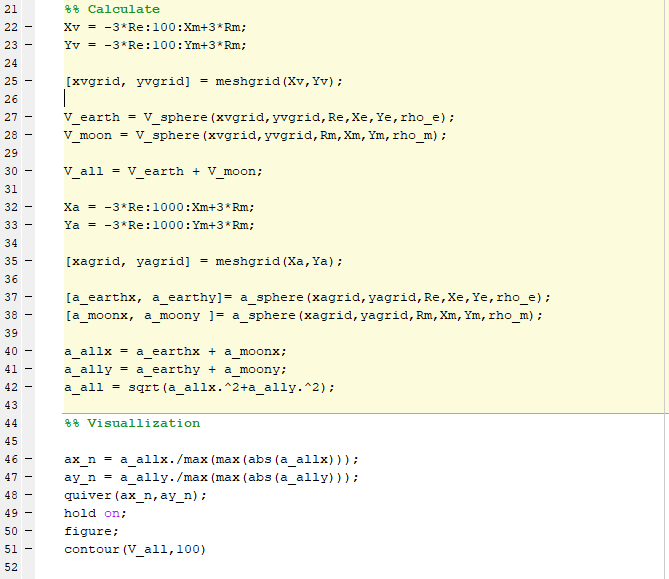 21 %% Calculate
22 – Xv = -3*Re:100:Xm+3*Rm;
23 – Yv = -3*Re:100:Ym+3*Rm;
24
25 – [xvgrid, yvgrid] = meshgrid(Xv,Yv);
26
27 – V_earth = V_sphere(xvgrid,yvgrid,Re,Xe,Ye,rho_e);
28 – V_moon = V_sphere(xvgrid,yvgrid,Rm,Xm,Ym,rho_m);
29
30 – V_all = V_earth + V_moon;
31
32 – Xa = -3*Re:1000:Xm+3*Rm;
33 – Ya = -3*Re:1000:Ym+3*Rm;
34
35 – [xagrid, yagrid] = meshgrid(Xa,Ya);
36
37 – [a_earthx, a_earthy]= a_sphere(xagrid,yagrid,Re,Xe,Ye,rho_e);
38 – [a_moonx, a_moony ]= a_sphere(xagrid,yagrid,Rm,Xm,Ym,rho_m);
39
40 – a_allx = a_earthx + a_moonx;
41 – a_ally = a_earthy + a_moony;
42 – a_all = sqrt(a_allx.^2+a_ally.^2);
43
44 %% Visuallization
45
46 – ax_n = a_allx./max(max(abs(a_allx)));
47 – ay_n = a_ally./max(max(abs(a_ally)));
48 – quiver(ax_n,ay_n);
49 – hold on;
50 – figure;
51 – contour(V_all,100)
52